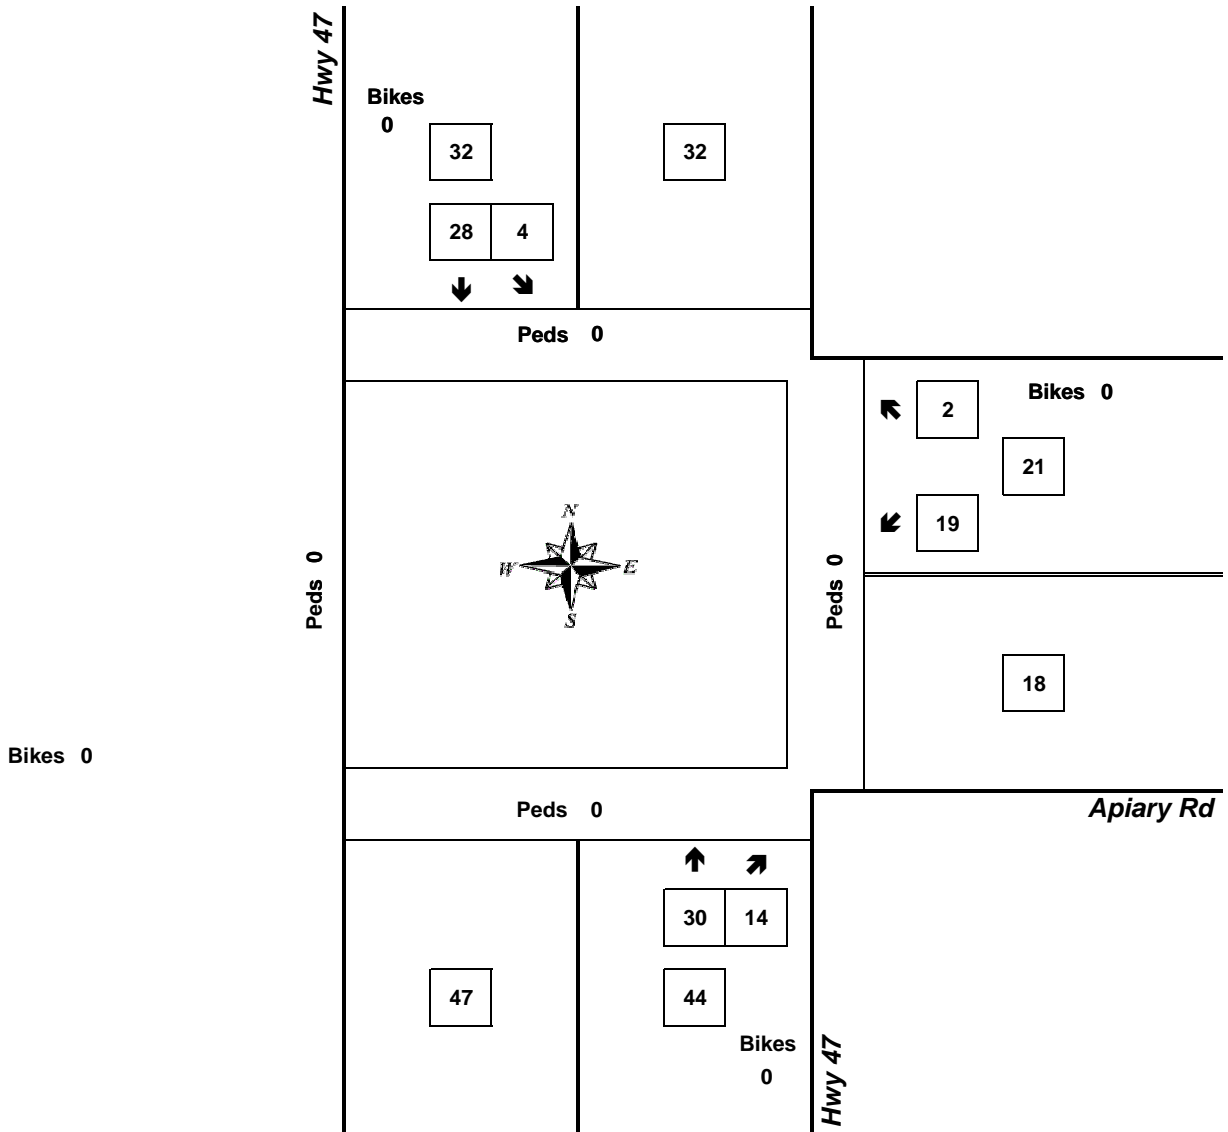 Hwy 47
Bikes
0
32
32
28 4
Peds 0
2
Bikes 0
21
19
N
W E
S
Peds 0
Peds 0
18
Bikes 0
Peds 0
Apiary Rd
30 14
47
44
Bikes
0
Hwy 47